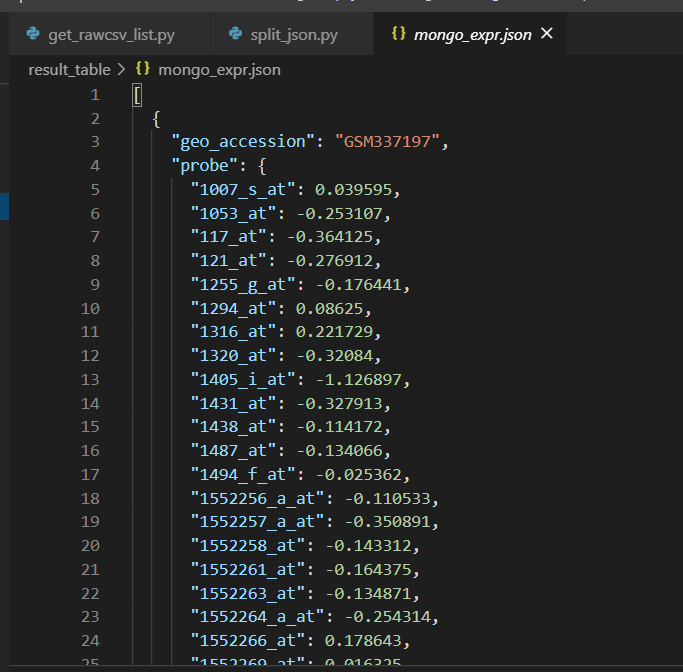 get_rawcsv_list.py split_json.py {} mongo_expr.json ×
result_table > {} mongo_expr.json
1 [
2 {
3 "geo_accession": "GSM337197",
4 "probe": {
5 "1007_s_at": 0.039595,
6 "1053_at": -0.253107,
7 "117_at": -0.364125,
8 "121_at": -0.276912,
9 "1255_g_at": -0.176441,
10 "1294_at": 0.08625,
11 "1316_at": 0.221729,
12 "1320_at": -0.32084,
13 "1405_i_at": -1.126897,
14 "1431_at": -0.327913,
15 "1438_at": -0.114172,
16 "1487_at": -0.134066,
17 "1494_f_at": -0.025362,
18 "1552256_a_at": -0.110533,
19 "1552257_a_at": -0.350891,
20 "1552258_at": -0.143312,
21 "1552261_at": -0.164375,
22 "1552263_at": -0.134871,
23 "1552264_a_at": -0.254314,
24 "1552266_at": 0.178643,
25 "1552269_at": 0.016325